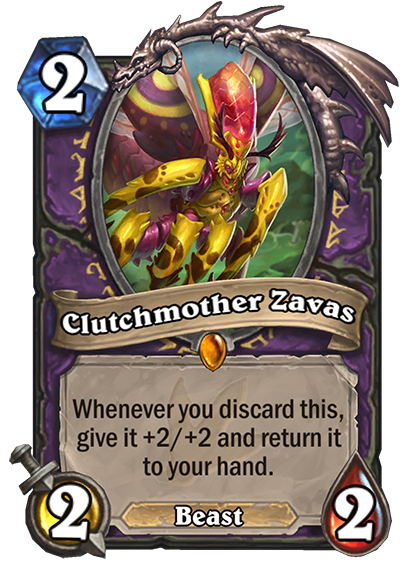 2
Clutchmother Zavas
Whenever you discard this,
give it +2/+2 and return it
to your hand.
2
Beast
2